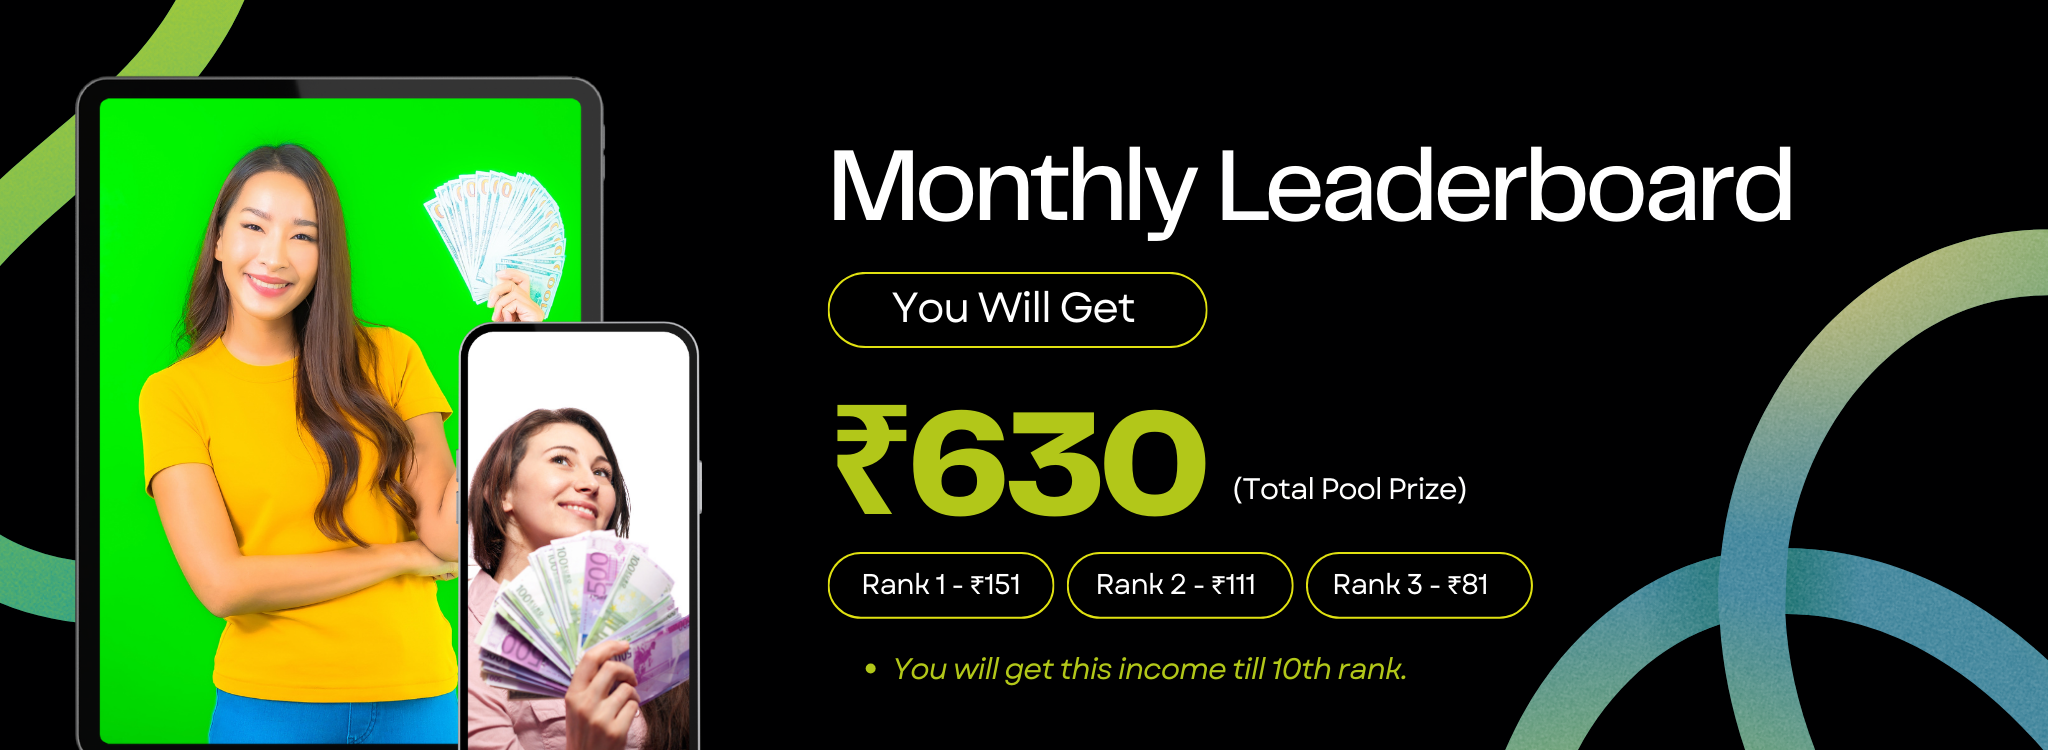 Monthly Leaderboard
You Will Get
₹630 (Total Pool Prize)
Rank 1 - ₹151 Rank 2 - ₹111 Rank 3 - ₹81
• You will get this income till 10th rank.